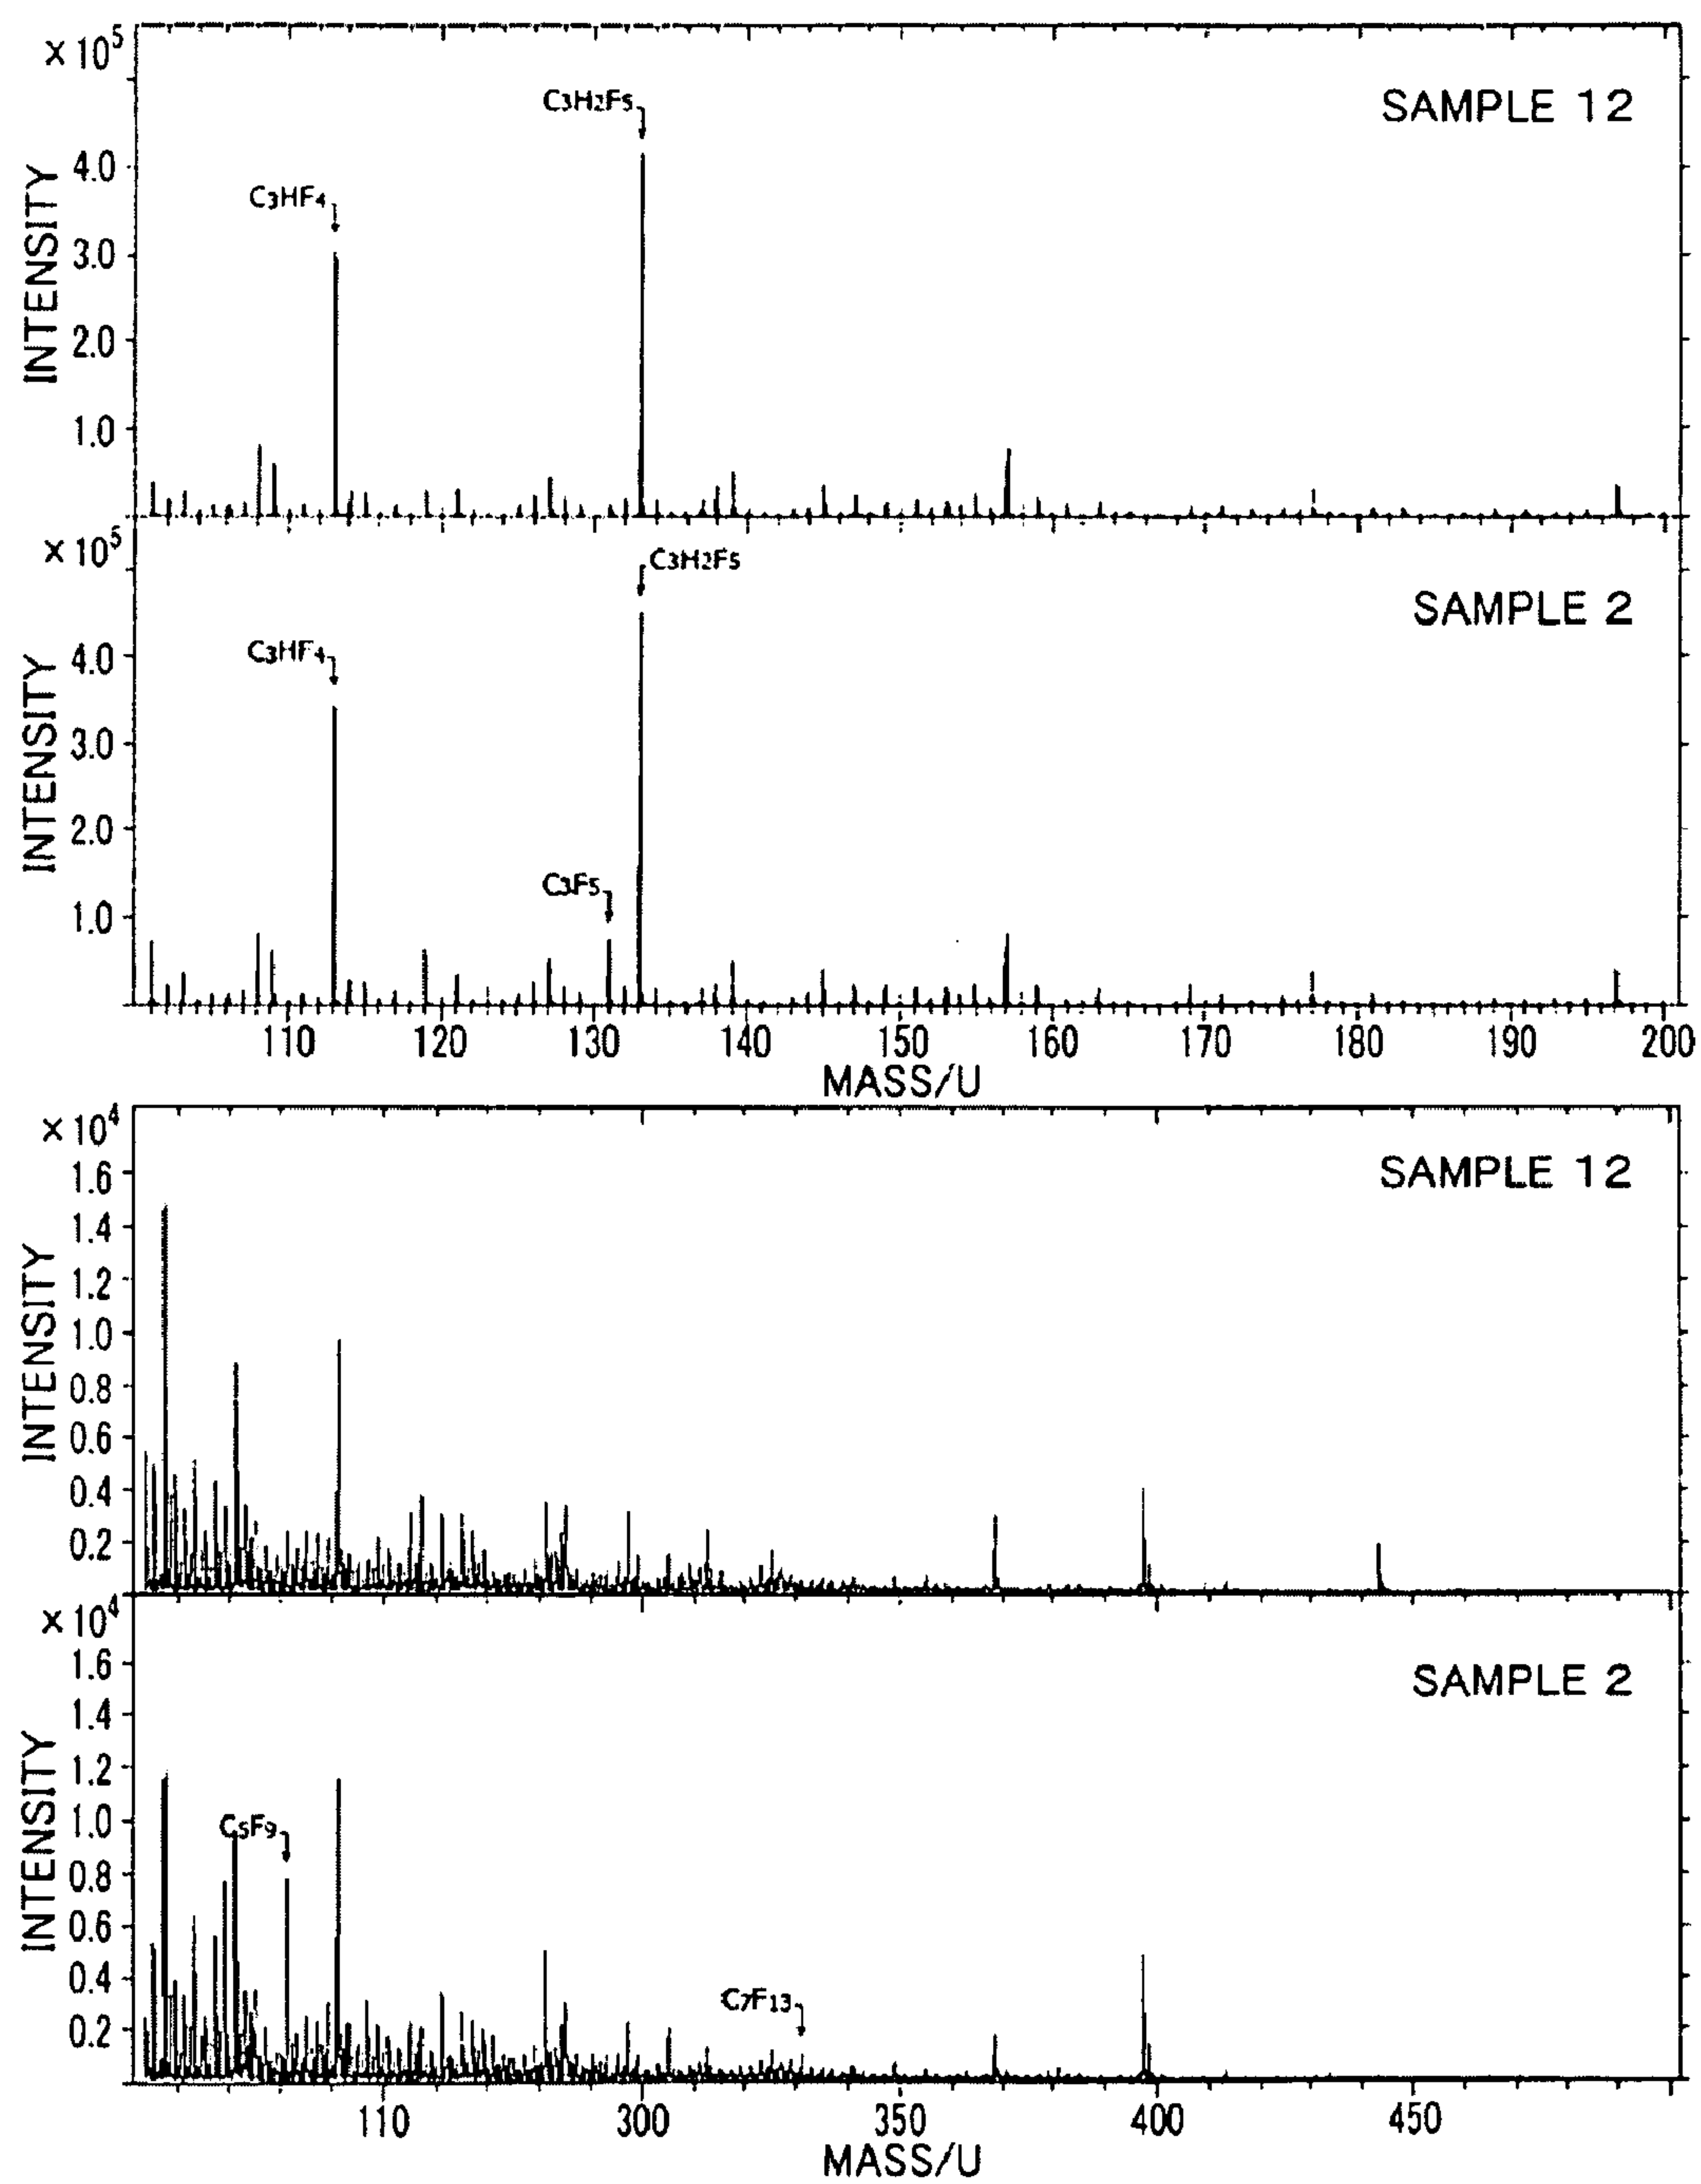 ×10⁵
SAMPLE 12
C₃H₂F₅
C₃HF₄
INTENSITY
4.0
3.0
2.0
1.0
×10⁵
SAMPLE 2
C₃H₂F₅
C₃HF₄
C₃F₅
INTENSITY
4.0
3.0
2.0
1.0
110 120 130 140 150 160 170 180 190 200
MASS/U
×10⁴
SAMPLE 12
INTENSITY
1.6
1.4
1.2
1.0
0.8
0.6
0.4
0.2
×10⁴
SAMPLE 2
C₅F₉
C₇F₁₃
INTENSITY
1.6
1.4
1.2
1.0
0.8
0.6
0.4
0.2
110 300 350 400 450
MASS/U